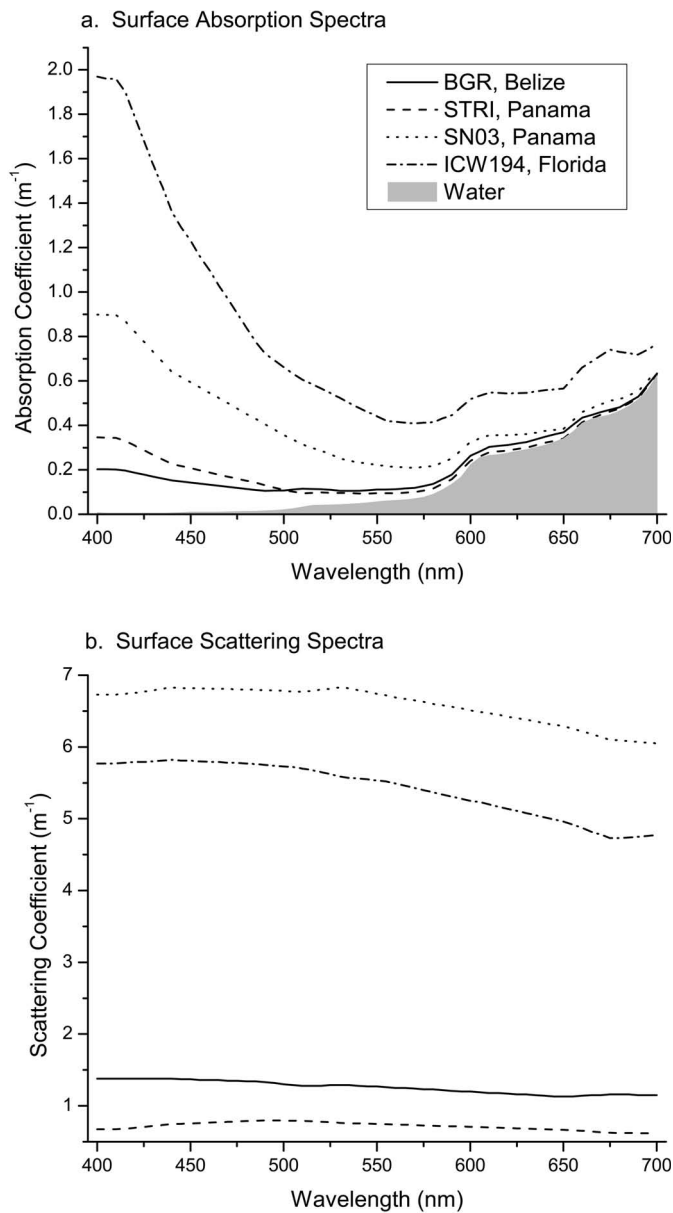 a. Surface Absorption Spectra
2.0
1.8
1.6
1.4
1.2
1.0
0.8
0.6
0.4
0.2
0.0
Absorption Coefficient (m⁻¹)
BGR, Belize
STRI, Panama
SN03, Panama
ICW194, Florida
Water
400 450 500 550 600 650 700
Wavelength (nm)
b. Surface Scattering Spectra
7
6
5
4
3
2
1
Scattering Coefficient (m⁻¹)
400 450 500 550 600 650 700
Wavelength (nm)